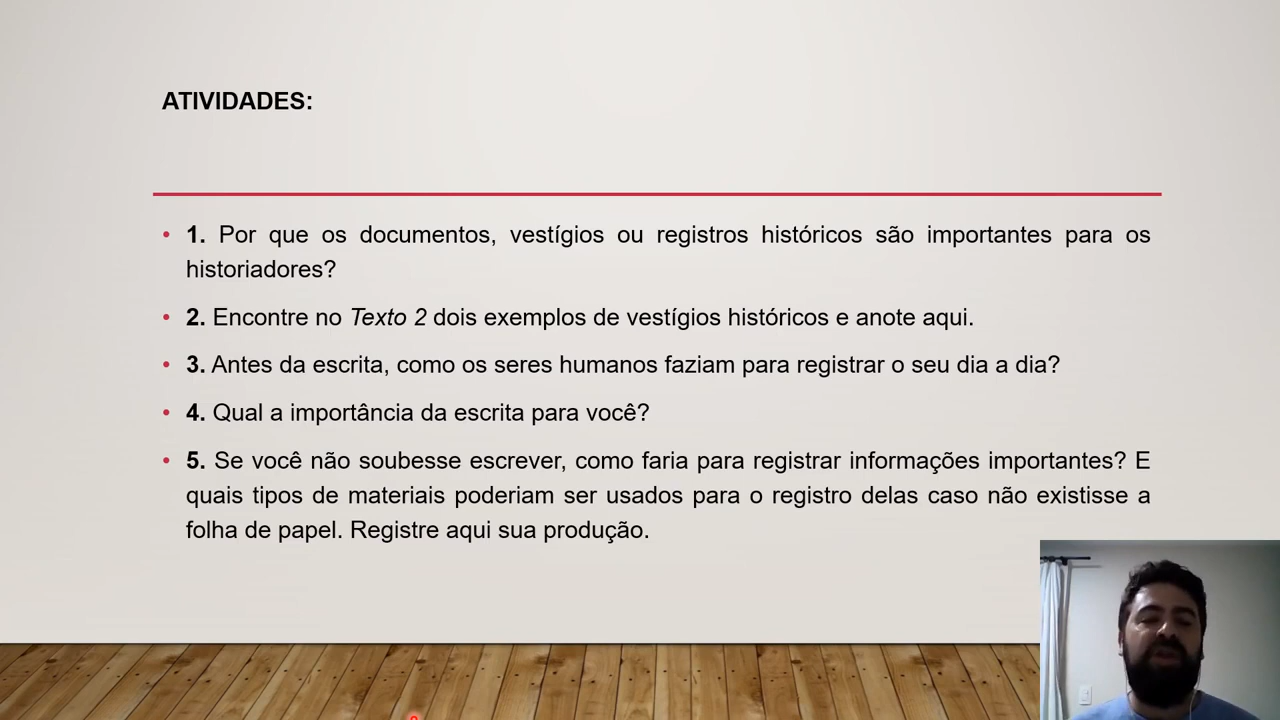 ATIVIDADES:
• 1. Por que os documentos, vestígios ou registros históricos são importantes para os
historiadores?
• 2. Encontre no Texto 2 dois exemplos de vestígios históricos e anote aqui.
• 3. Antes da escrita, como os seres humanos faziam para registrar o seu dia a dia?
• 4. Qual a importância da escrita para você?
• 5. Se você não soubesse escrever, como faria para registrar informações importantes? E
quais tipos de materiais poderiam ser usados para o registro delas caso não existisse a
folha de papel. Registre aqui sua produção.